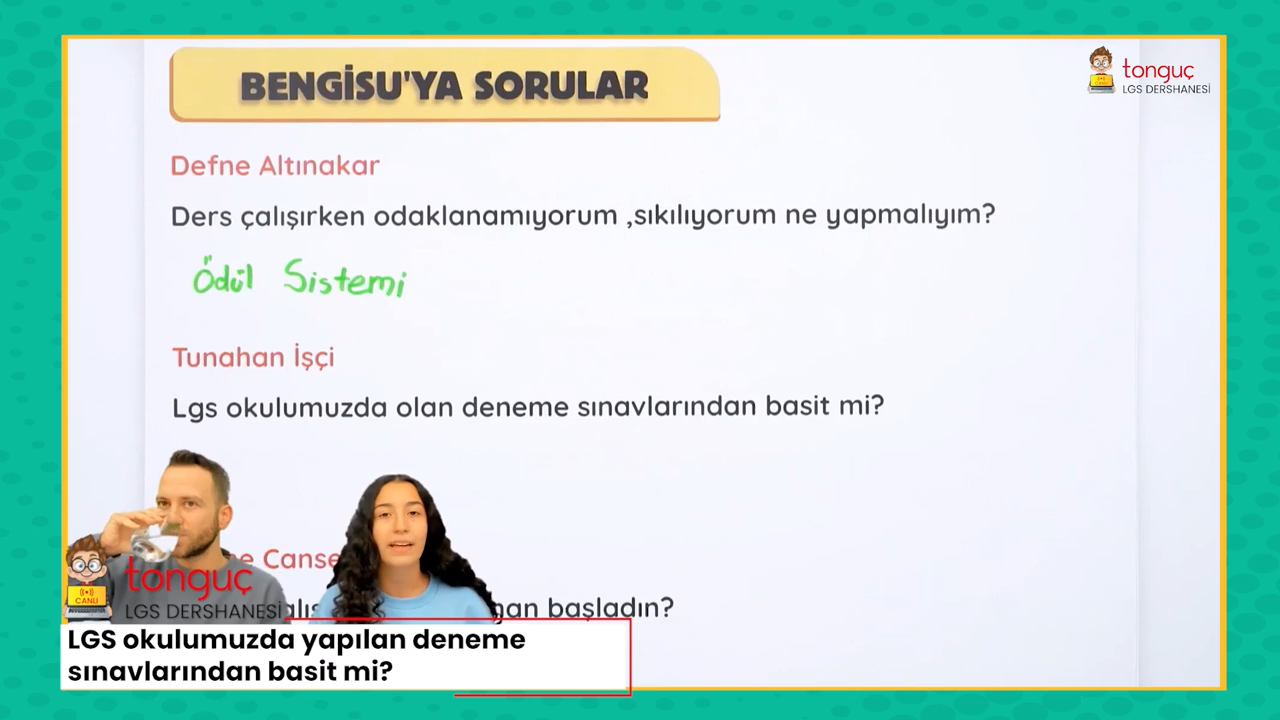 BENGİSU'YA SORULAR
tonguç
LGS DERSHANESİ
Defne Altınakar
Ders çalışırken odaklanamıyorum ,sıkılıyorum ne yapmalıyım?
Ödül Sistemi
Tunahan İşçi
Lgs okulumuzda olan deneme sınavlarından basit mi?
tonguç
CANLI
LGS DERSHANESİ
başladın?
LGS okulumuzda yapılan deneme
sınavlarından basit mi?